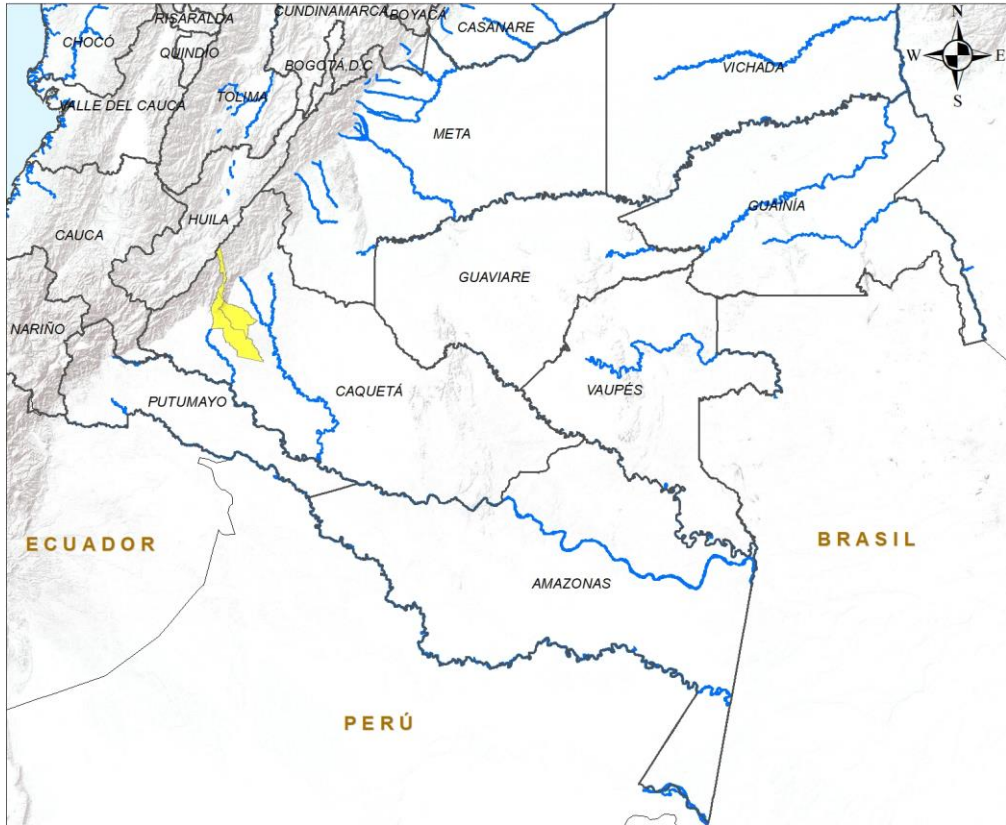 CUNDINAMARCA
BOYACÁ
RISARALDA
CASANARE
N
CHOCÓ
QUINDÍO
BOGOTÁ D.C
W
E
VICHADA
S
VALLE DEL CAUCA
TOLIMA
META
GUAINÍA
HUILA
CAUCA
GUAVIARE
NARIÑO
CAQUETÁ
VAUPÉS
PUTUMAYO
ECUADOR
BRASIL
AMAZONAS
PERÚ